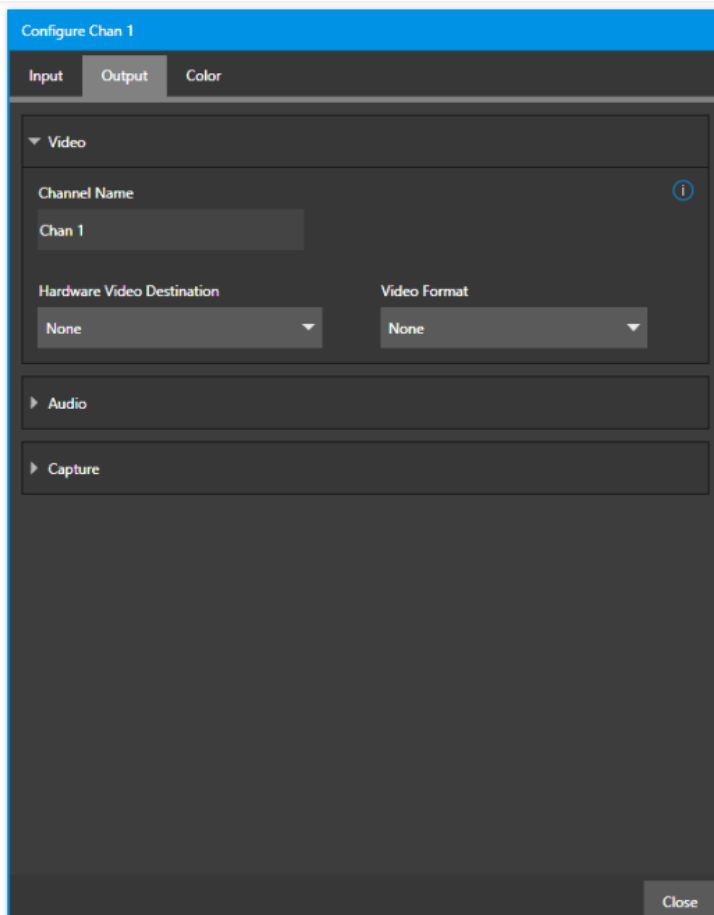 Configure Chan 1
Input Output Color
Video
Channel Name
i
Chan 1
Hardware Video Destination Video Format
None None
Audio
Capture
Close